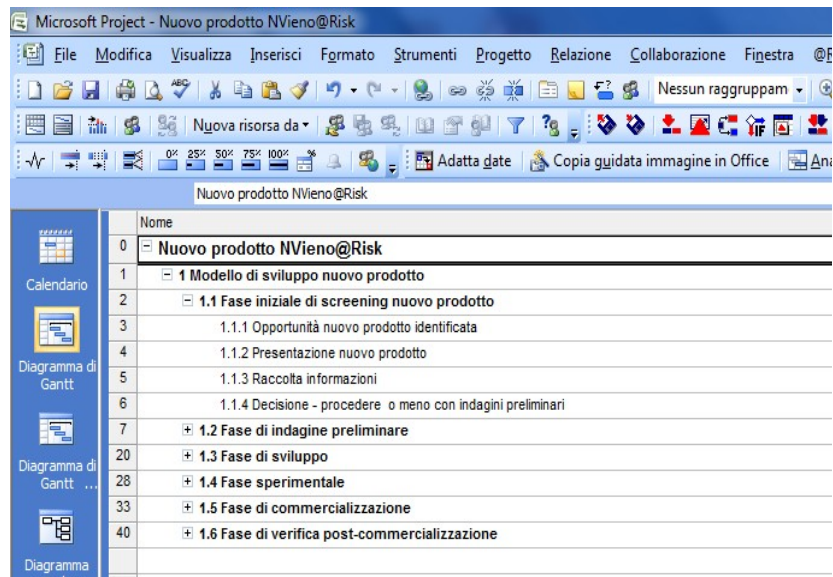 Microsoft Project - Nuovo prodotto NVieno@Risk
File Modifica Visualizza Inserisci Formato Strumenti Progetto Relazione Collaborazione Finestra
Nessun raggruppam
Nuova risorsa da
0% 25% 50% 75% 100% Adatta date Copia guidata immagine in Office
Nuovo prodotto NVieno@Risk
Nome
0 Nuovo prodotto NVieno@Risk
1 1 Modello di sviluppo nuovo prodotto
2 1.1 Fase iniziale di screening nuovo prodotto
3 1.1.1 Opportunità nuovo prodotto identificata
4 1.1.2 Presentazione nuovo prodotto
5 1.1.3 Raccolta informazioni
6 1.1.4 Decisione - procedere o meno con indagini preliminari
7 1.2 Fase di indagine preliminare
20 1.3 Fase di sviluppo
28 1.4 Fase sperimentale
33 1.5 Fase di commercializzazione
40 1.6 Fase di verifica post-commercializzazione
Calendario
Diagramma di
Gantt
Diagramma di
Gantt ...
Diagramma